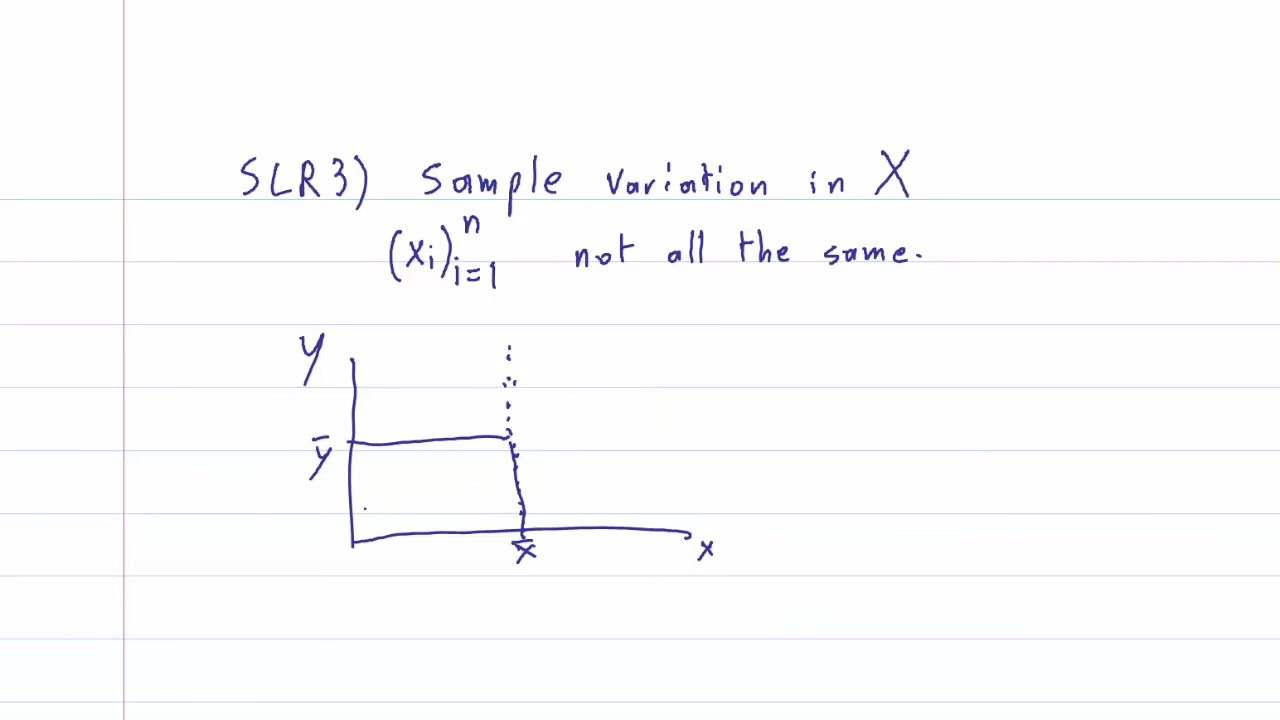 SLR3) Sample variation in X
(xi)ⁿi=1 not all the same.
y
ȳ
x̄
x